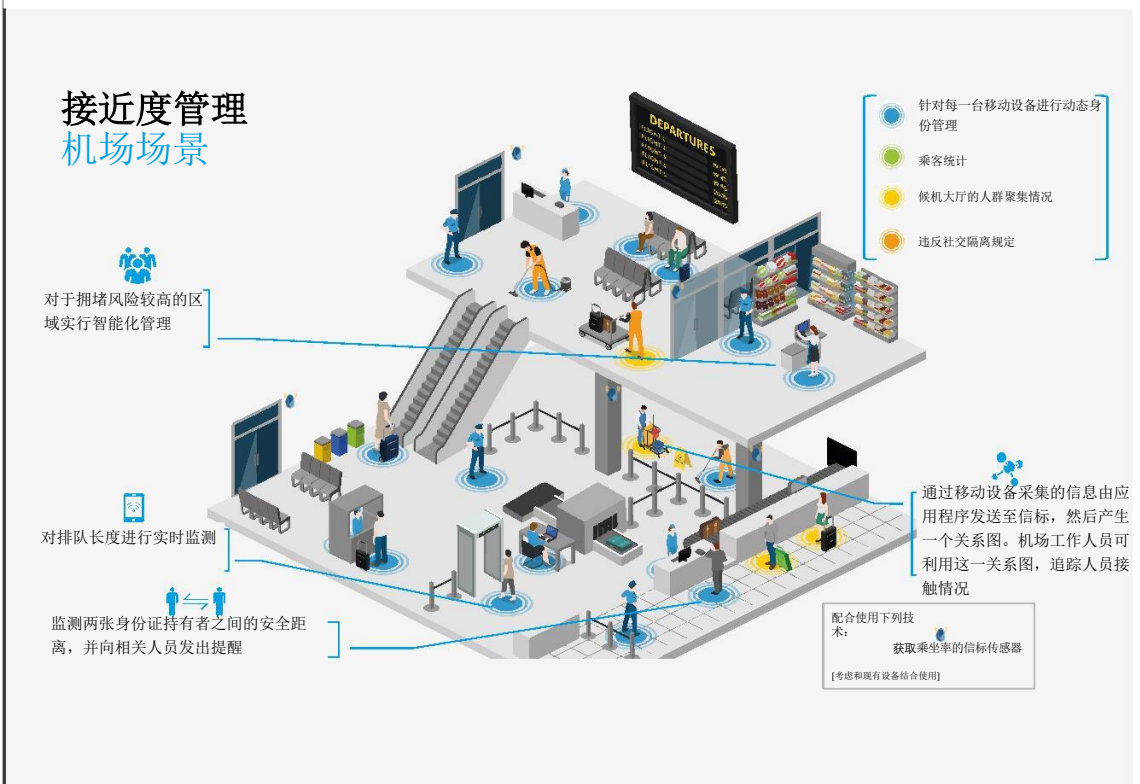 接近度管理
机场场景
DEPARTURES
针对每一台移动设备进行动态身
份管理
乘客统计
候机大厅的人群聚集情况
违反社交隔离规定
对于拥堵风险较高的区
域实行智能化管理
对排队长度进行实时监测
监测两张身份证持有者之间的安全距
离，并向相关人员发出提醒
通过移动设备采集的信息由应
用程序发送至信标，然后产生
一个关系图。机场工作人员可
利用这一关系图，追踪人员接
触情况
配合使用下列技
术：
获取乘坐率的信标传感器
[考虑和现有设备结合使用]